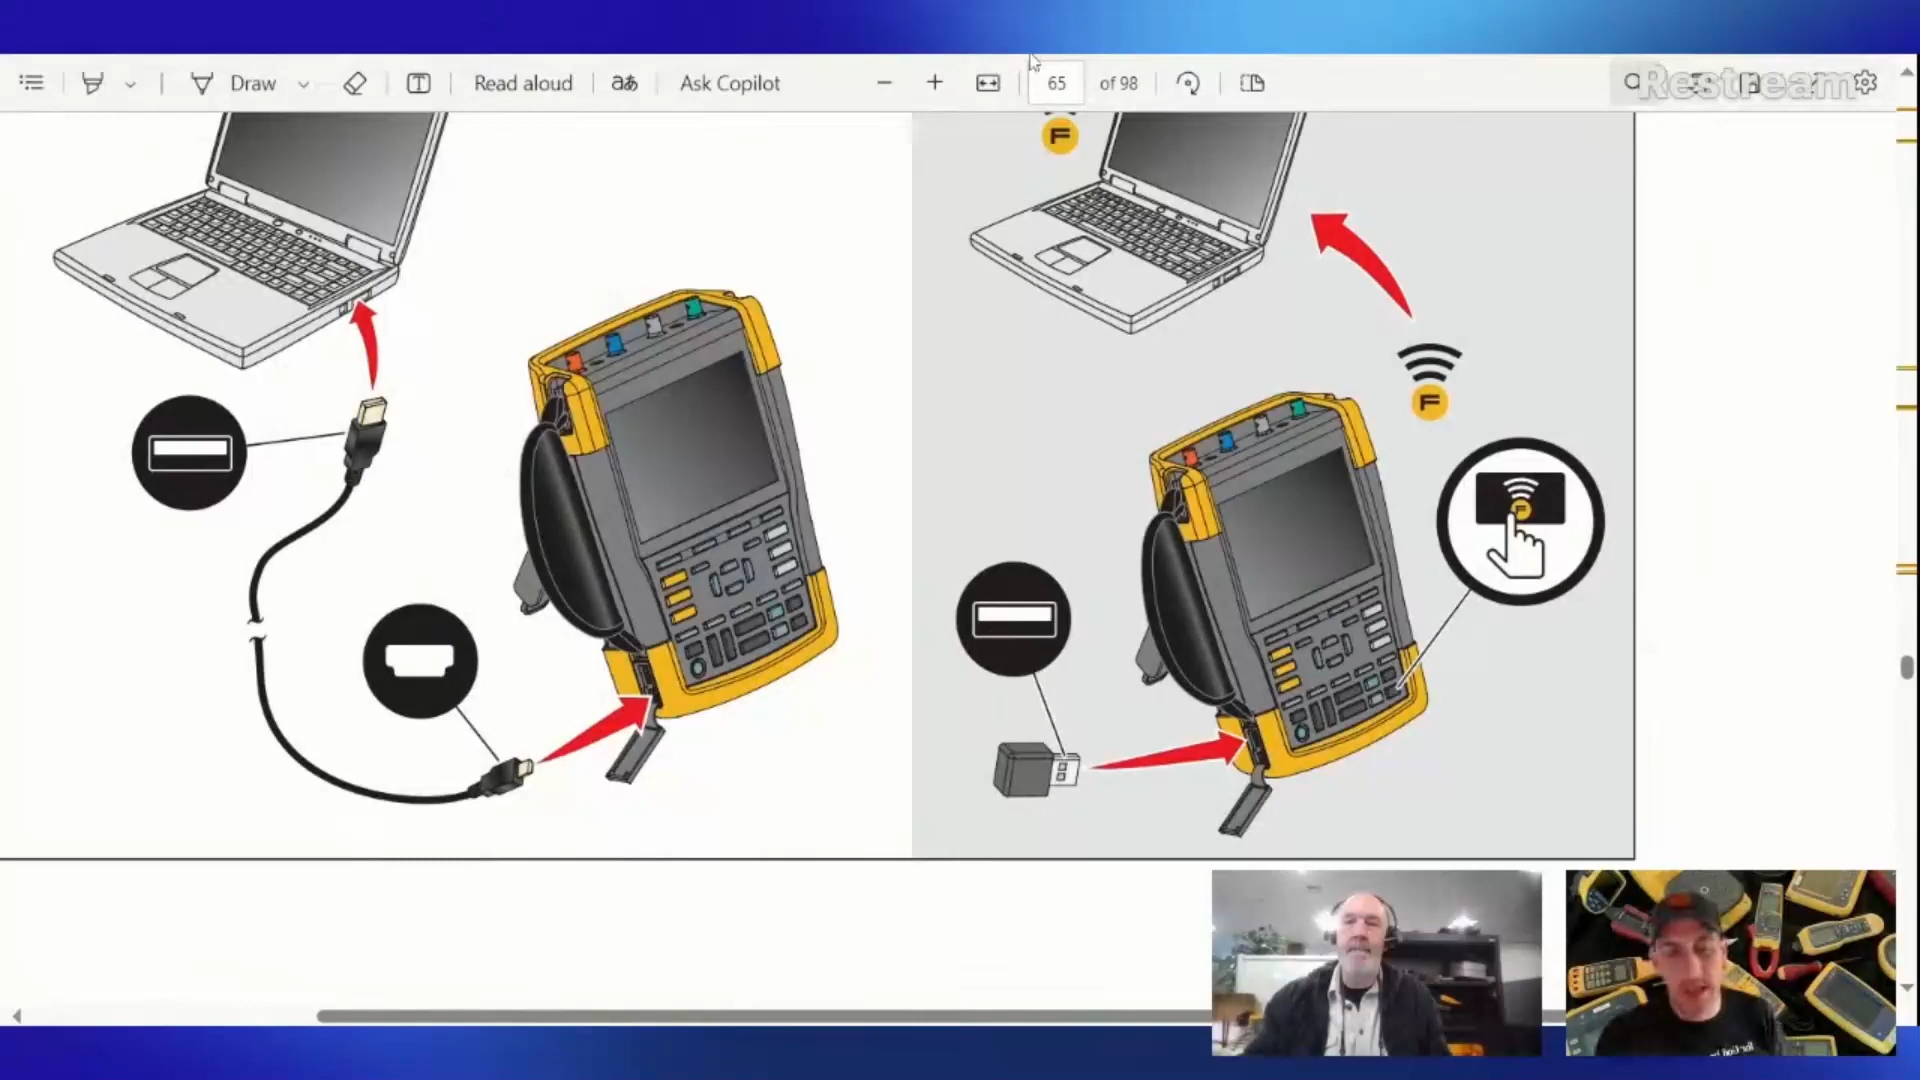 Draw
Read aloud
aあ
Ask Copilot
65 of 98
Restream
F
F
F